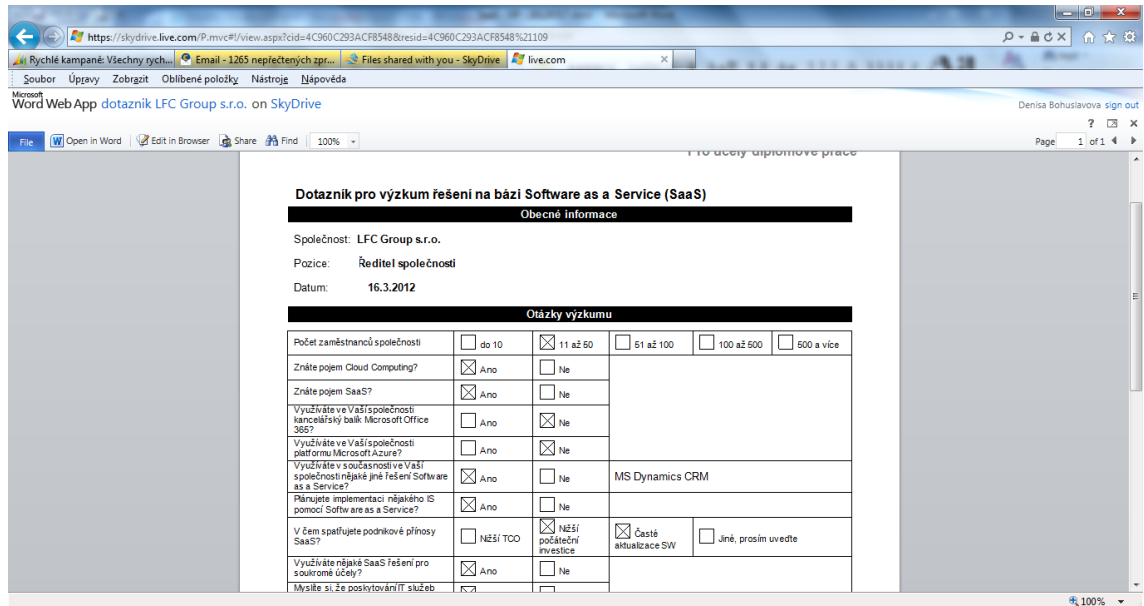 https://skydrive.live.com/P.mvc#!/view.aspx?cid=4C960C293ACF8548&resid=4C960C293ACF8548%21109
Rychlé kampaně: Všechny rych... Email - 1265 nepřečtených zpr... Files shared with you - SkyDrive live.com
Soubor Úpravy Zobrazit Oblíbené položky Nástroje Nápověda
Microsoft
Word Web App dotaznik LFC Group s.r.o. on SkyDrive Denisa Bohuslavova sign out
File Open in Word Edit in Browser Share Find 100% Page 1 of 1
Pro účely diplomové práce
Dotazník pro výzkum řešení na bázi Software as a Service (SaaS)
Obecné informace
Společnost: LFC Group s.r.o.
Pozice: Ředitel společnosti
Datum: 16.3.2012
Otázky výzkumu
Počet zaměstnanců společnosti do 10 11 až 50 51 až 100 100 až 500 500 a více
Znáte pojem Cloud Computing? Ano Ne
Znáte pojem SaaS? Ano Ne
Využíváte ve Vaší společnosti
kancelářský balík Microsoft Office
365? Ano Ne
Využíváte ve Vaší společnosti
platformu Microsoft Azure? Ano Ne
Využíváte v současnosti ve Vaší
společnosti nějaké jiné řešení Software
as a Service? Ano Ne MS Dynamics CRM
Plánujete implementaci nějakého IS
pomocí Software as a Service? Ano Ne
V čem spatřujete podnikové přínosy
SaaS? Nižší TCO Nižší
počáteční
investice Časté
aktualizace SW Jiné, prosím uveďte
Využíváte nějaké SaaS řešení pro
soukromé účely? Ano Ne
Myslíte si, že poskytování IT služeb
100%